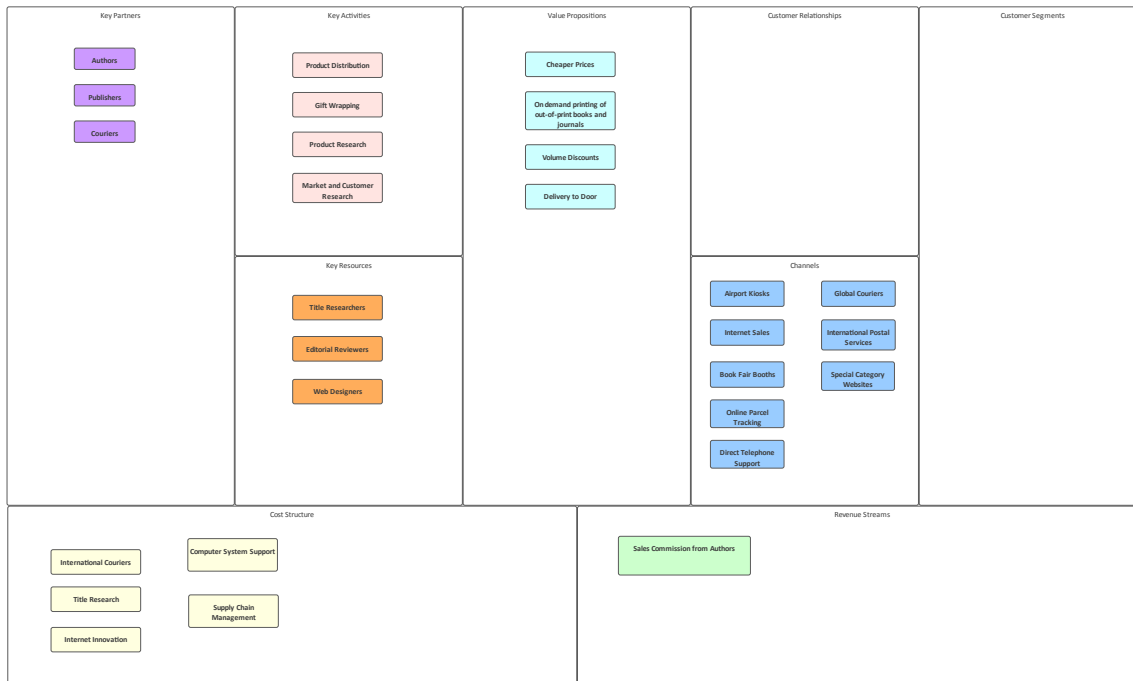 Key Partners
Authors
Publishers
Couriers
Key Activities
Product Distribution
Gift Wrapping
Product Research
Market and Customer
Research
Key Resources
Title Researchers
Editorial Reviewers
Web Designers
Value Propositions
Cheaper Prices
On demand printing of
out-of-print books and
journals
Volume Discounts
Delivery to Door
Customer Relationships
Channels
Airport Kiosks
Internet Sales
Book Fair Booths
Online Parcel
Tracking
Direct Telephone
Support
Global Couriers
International Postal
Services
Special Category
Websites
Customer Segments
Cost Structure
International Couriers
Title Research
Internet Innovation
Computer System Support
Supply Chain
Management
Revenue Streams
Sales Commission from Authors